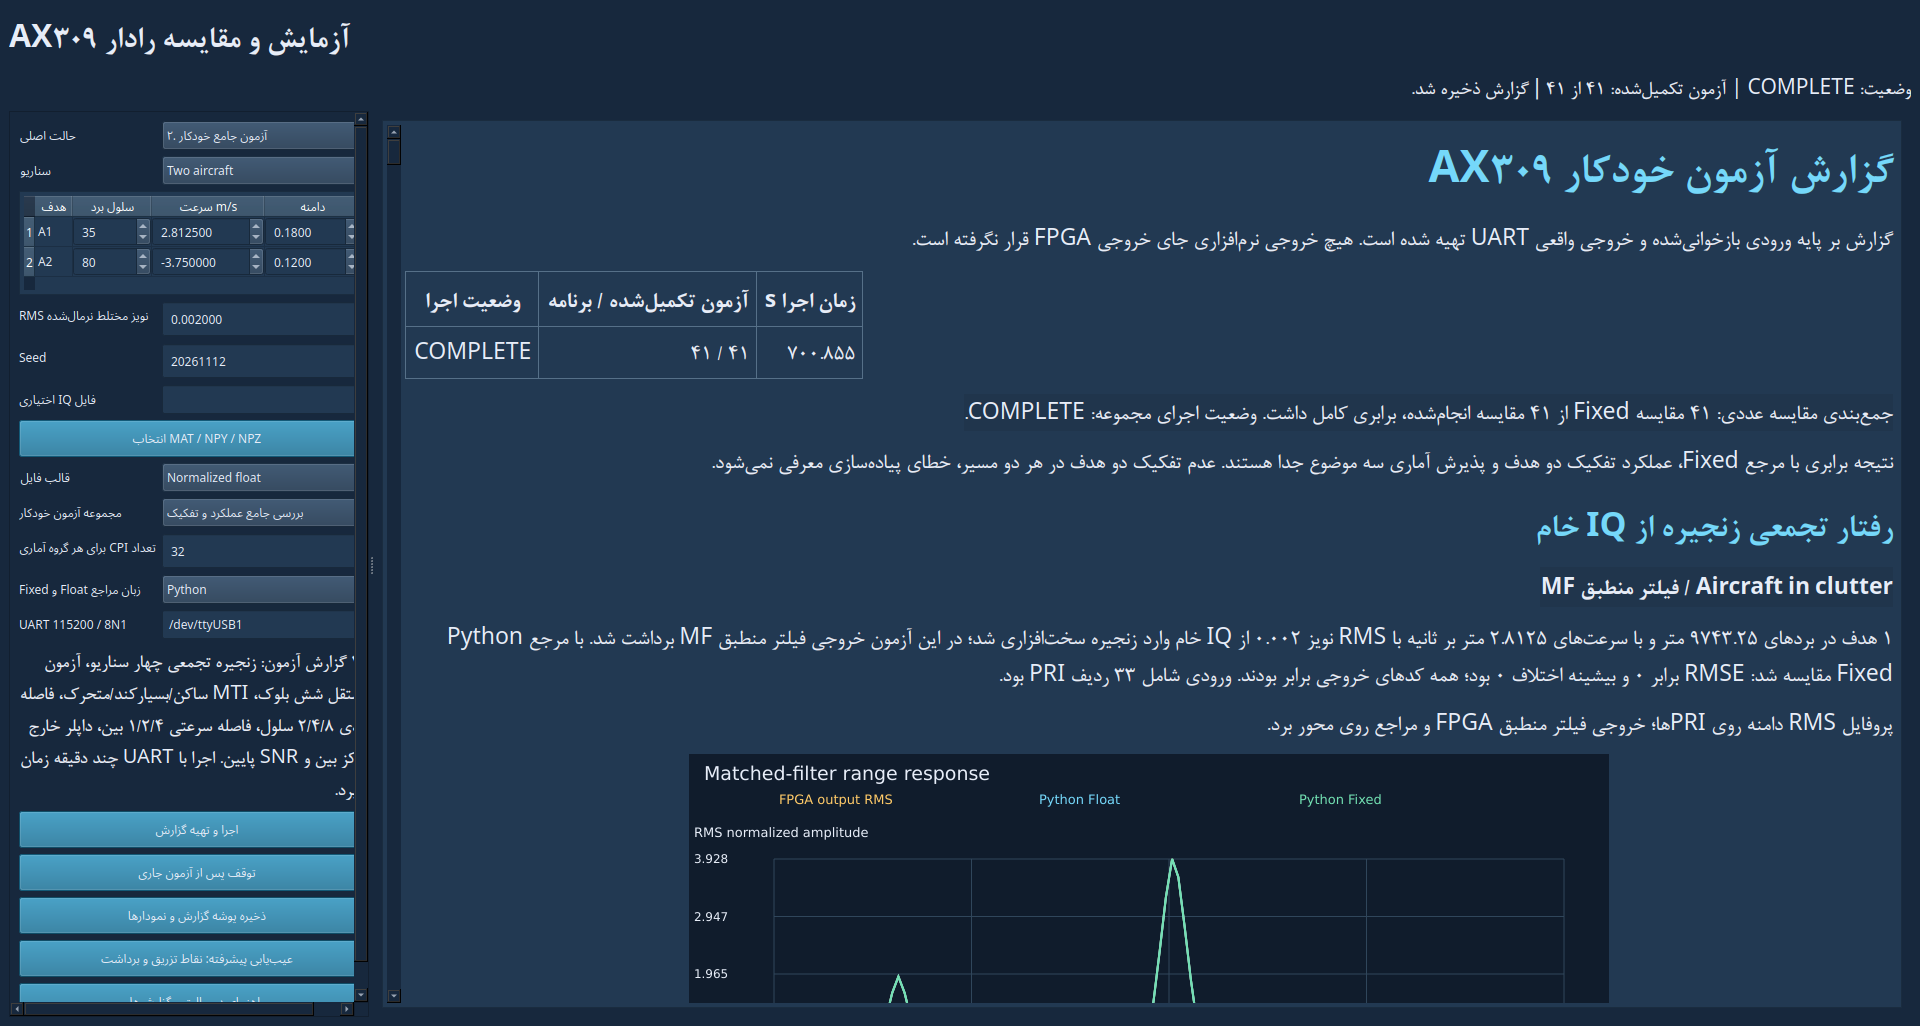 آزمایش و مقایسه رادار AX۳۰۹
وضعیت: COMPLETE | آزمون تکمیل‌شده: ۴۱ از ۴۱ | گزارش ذخیره شد.
حالت اصلی
۲. آزمون جامع خودکار
سناریو
Two aircraft
هدف	سلول برد	سرعت m/s	دامنه
1	A1	35	2.812500	0.1800
2	A2	80	-3.750000	0.1200
نویز مختلط نرمال‌شده RMS
0.002000
Seed
20261112
فایل IQ اختیاری
انتخاب MAT / NPY / NPZ
قالب فایل
Normalized float
مجموعه آزمون خودکار
بررسی جامع عملکرد و تفکیک
تعداد CPI برای هر گروه آماری
32
زبان مراجع Float و Fixed
Python
UART 115200 / 8N1
/dev/ttyUSB1
گزارش آزمون: زنجیره تجمعی چهار سناریو، آزمون
شش بلوک، MTI ساکن/بسیارکند/متحرک، فاصله
۲/۴/۸ سلول، فاصله سرعتی ۱/۲/۴ بین، داپلر خارج
بین و SNR پایین. اجرا با UART چند دقیقه زمان
اجرا و تهیه گزارش
توقف پس از آزمون جاری
ذخیره پوشه گزارش و نمودارها
عیب‌یابی پیشرفته: نقاط تزریق و برداشت
گزارش آزمون خودکار AX۳۰۹
گزارش بر پایه ورودی بازخوانی‌شده و خروجی واقعی UART تهیه شده است. هیچ خروجی نرم‌افزاری جای خروجی FPGA قرار نگرفته است.
وضعیت اجرا	آزمون تکمیل‌شده / برنامه	زمان اجرا s
COMPLETE	۴۱ / ۴۱	۷۰۰.۸۵۵
جمع‌بندی مقایسه عددی: ۴۱ مقایسه Fixed از ۴۱ مقایسه انجام‌شده، برابری کامل داشت. وضعیت اجرای مجموعه: COMPLETE.
نتیجه برابری با مرجع Fixed، عملکرد تفکیک دو هدف و پذیرش آماری سه موضوع جدا هستند. عدم تفکیک دو هدف در هر دو مسیر، خطای پیاده‌سازی معرفی نمی‌شود.
رفتار تجمعی زنجیره از IQ خام
Aircraft in clutter / فیلتر منطبق MF
۱ هدف در بردهای ۹۷۴۳.۲۵ متر و با سرعت‌های ۲.۸۱۲۵ متر بر ثانیه با RMS نویز ۰.۰۰۲ از IQ خام وارد زنجیره سخت‌افزاری شد؛ در این آزمون خروجی فیلتر منطبق MF برداشت شد. با مرجع Python
Fixed مقایسه شد: RMSE برابر ۰ و بیشینه اختلاف ۰ بود؛ همه کدهای خروجی برابر بودند. ورودی شامل ۳۳ ردیف PRI بود.
پروفایل RMS دامنه روی PRIها؛ خروجی فیلتر منطبق FPGA و مراجع روی محور برد.
Matched-filter range response
FPGA output RMS	Python Float	Python Fixed
RMS normalized amplitude
3.928
2.947
1.965